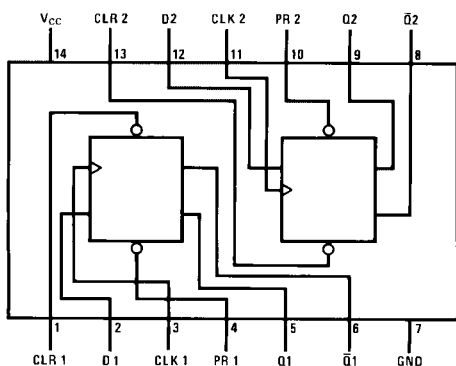 VCC CLR 2 D2 CLK 2 PR 2 Q2 Q̅2
14 13 12 11 10 9 8
1 2 3 4 5 6 7
CLR 1 D1 CLK 1 PR 1 Q1 Q̅1 GND